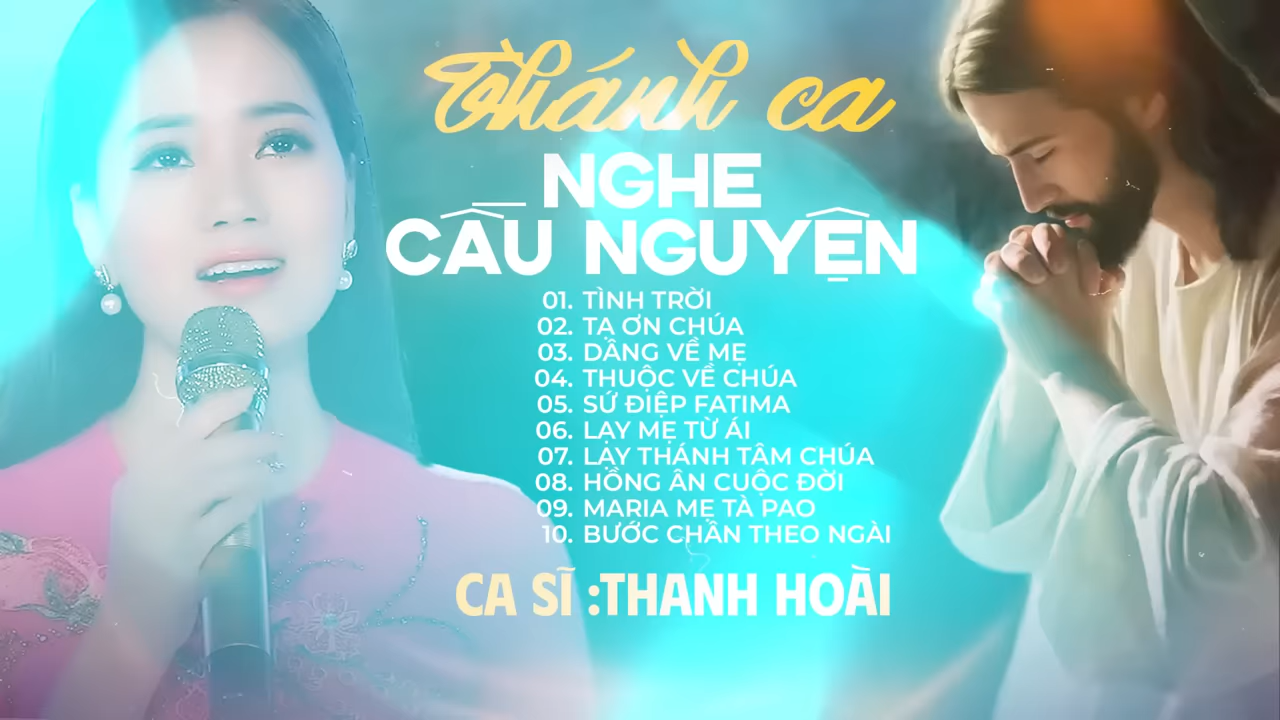 Thánh ca
NGHE
CẦU NGUYỆN
01. TÌNH TRỜI
02. TẠ ƠN CHÚA
03. DÂNG VỀ MẸ
04. THUỘC VỀ CHÚA
05. SỨ ĐIỆP FATIMA
06. LẠY MẸ TỪ ÁI
07. LẠY THÁNH TÂM CHÚA
08. HỒNG ÂN CUỘC ĐỜI
09. MARIA MẸ TÀ PAO
10. BƯỚC CHÂN THEO NGÀI
CA SĨ :THANH HOÀI